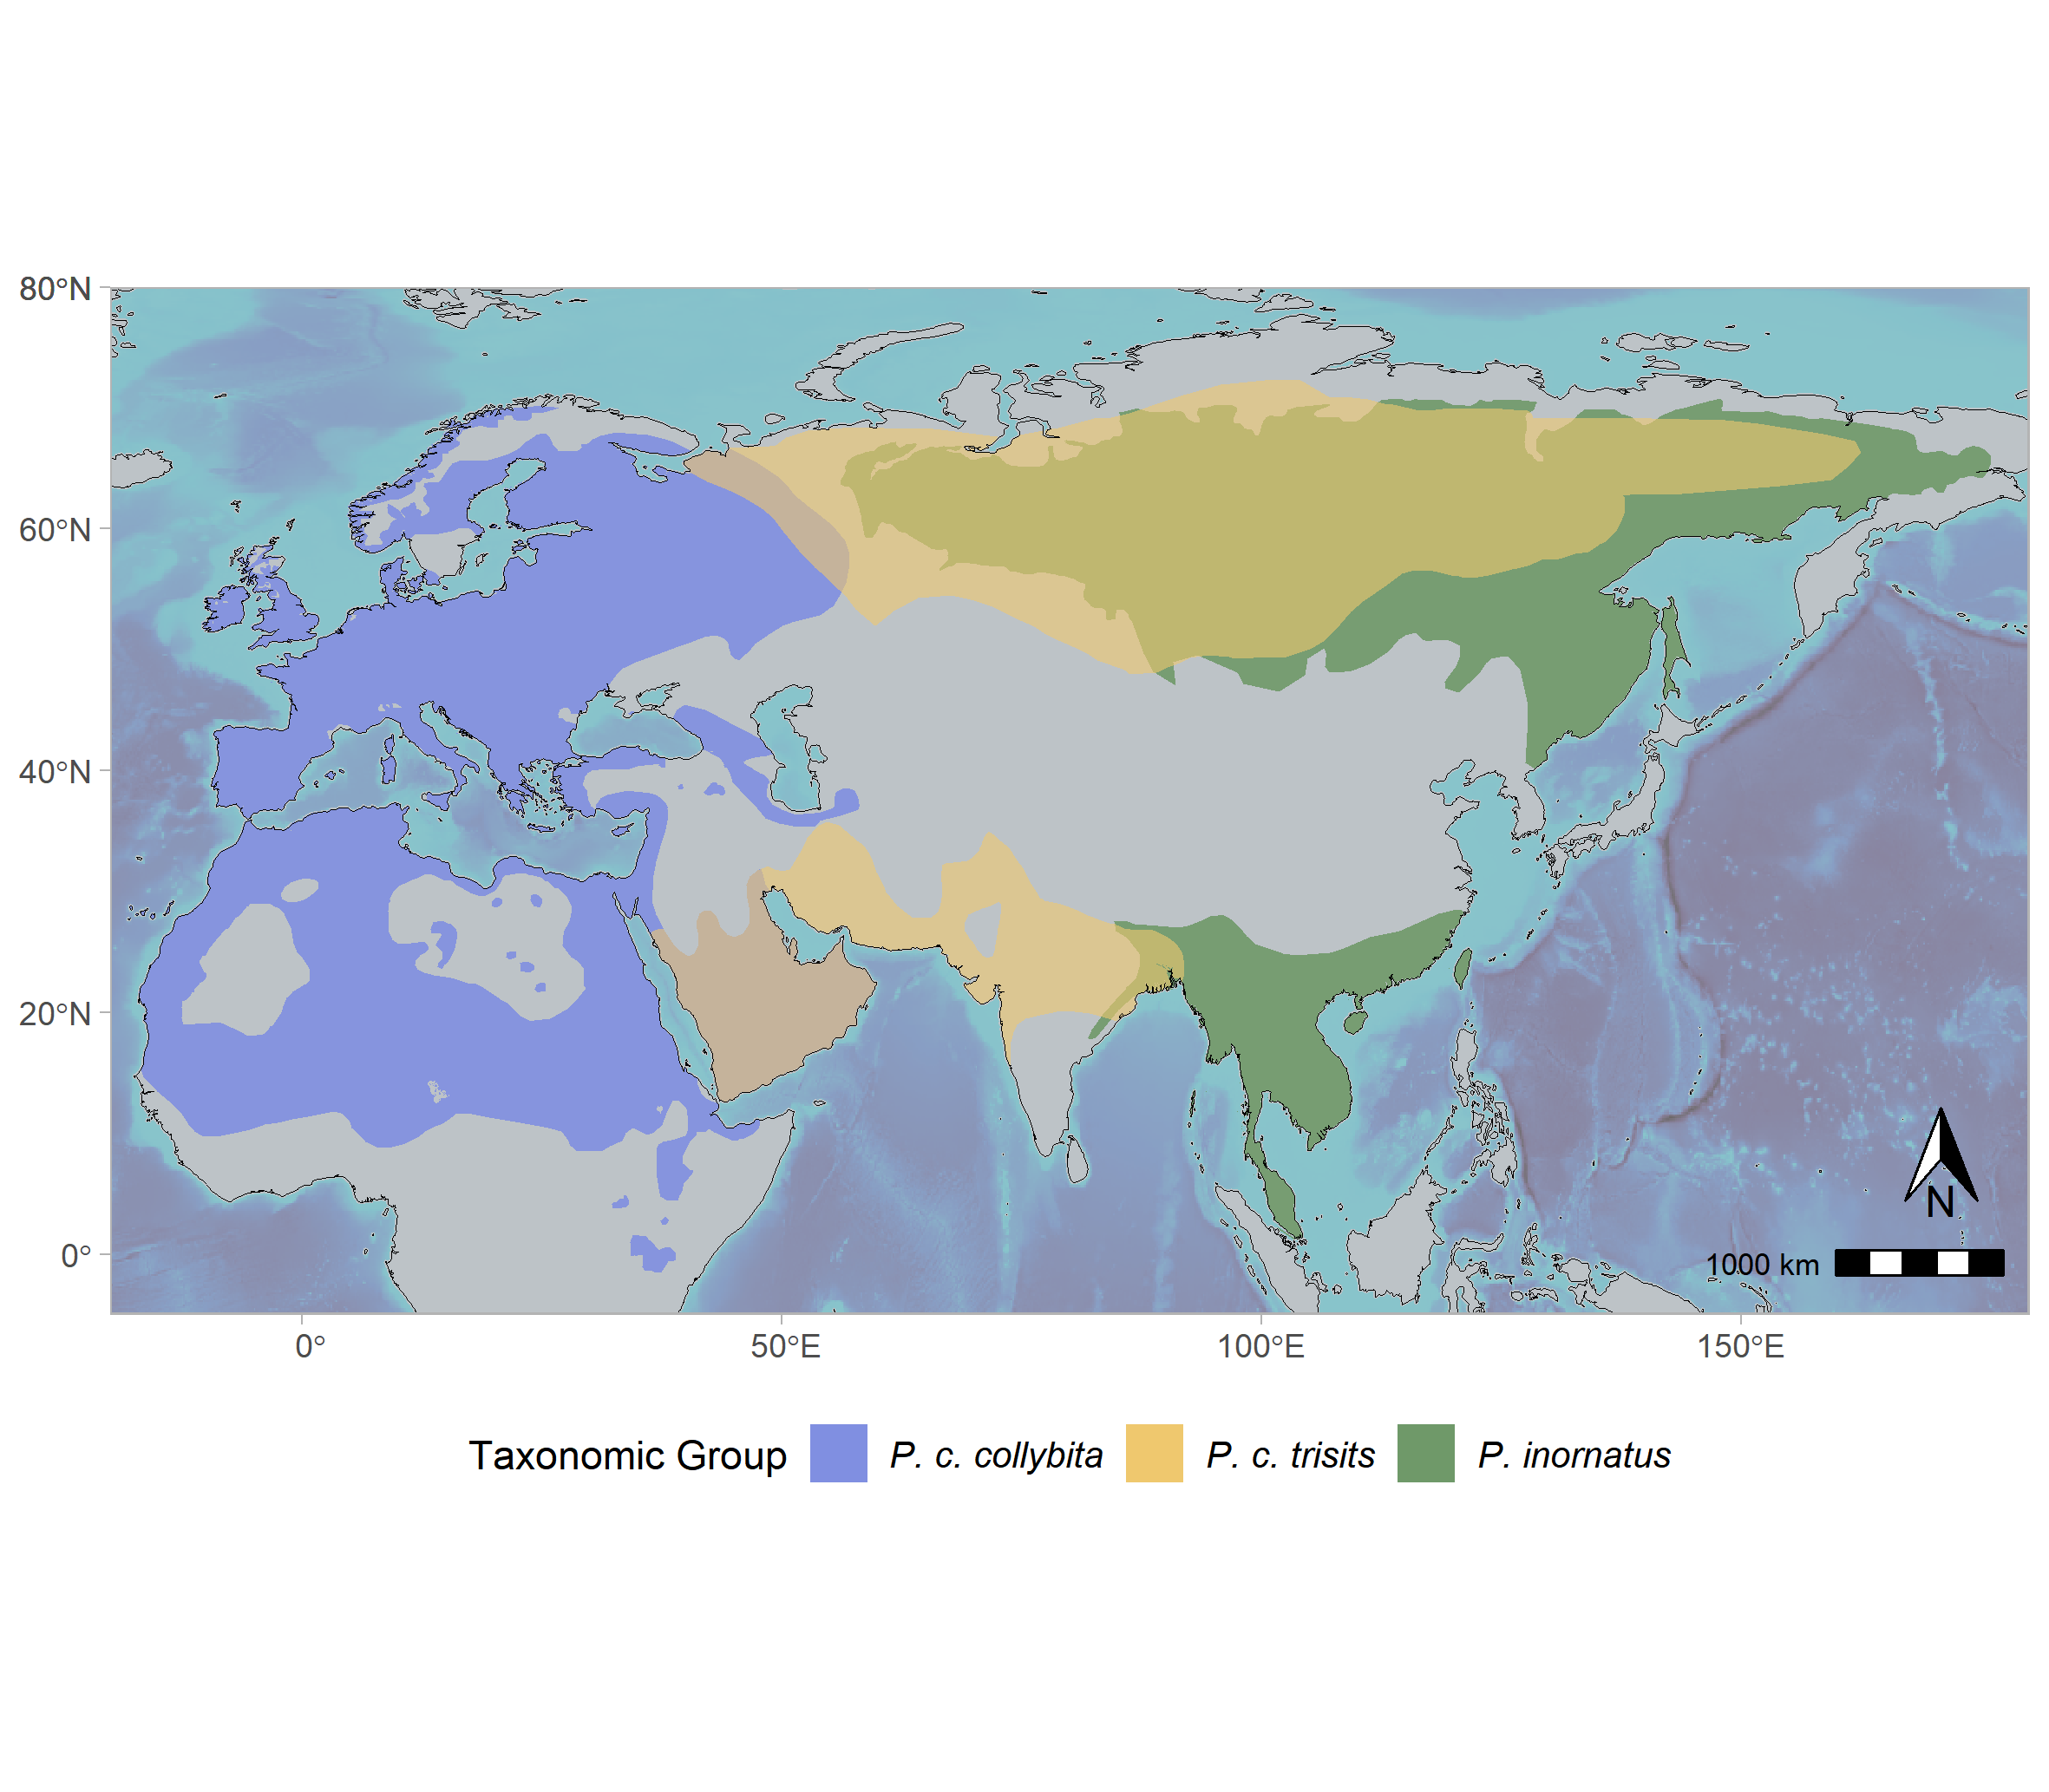 80°N
60°N
40°N
20°N
0°
N
1000 km
0° 50°E 100°E 150°E
Taxonomic Group P. c. collybita P. c. trisits P. inornatus